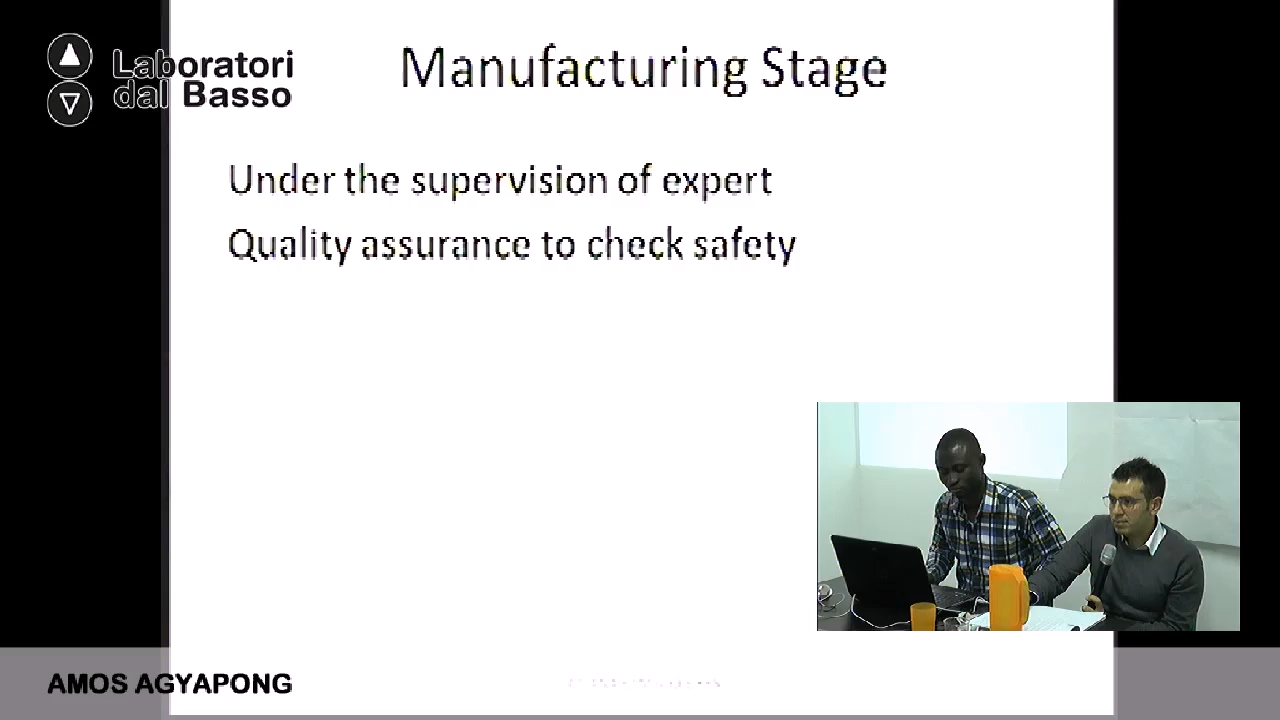 Laboratori
dal Basso
Manufacturing Stage
Under the supervision of expert
Quality assurance to check safety
AMOS AGYAPONG